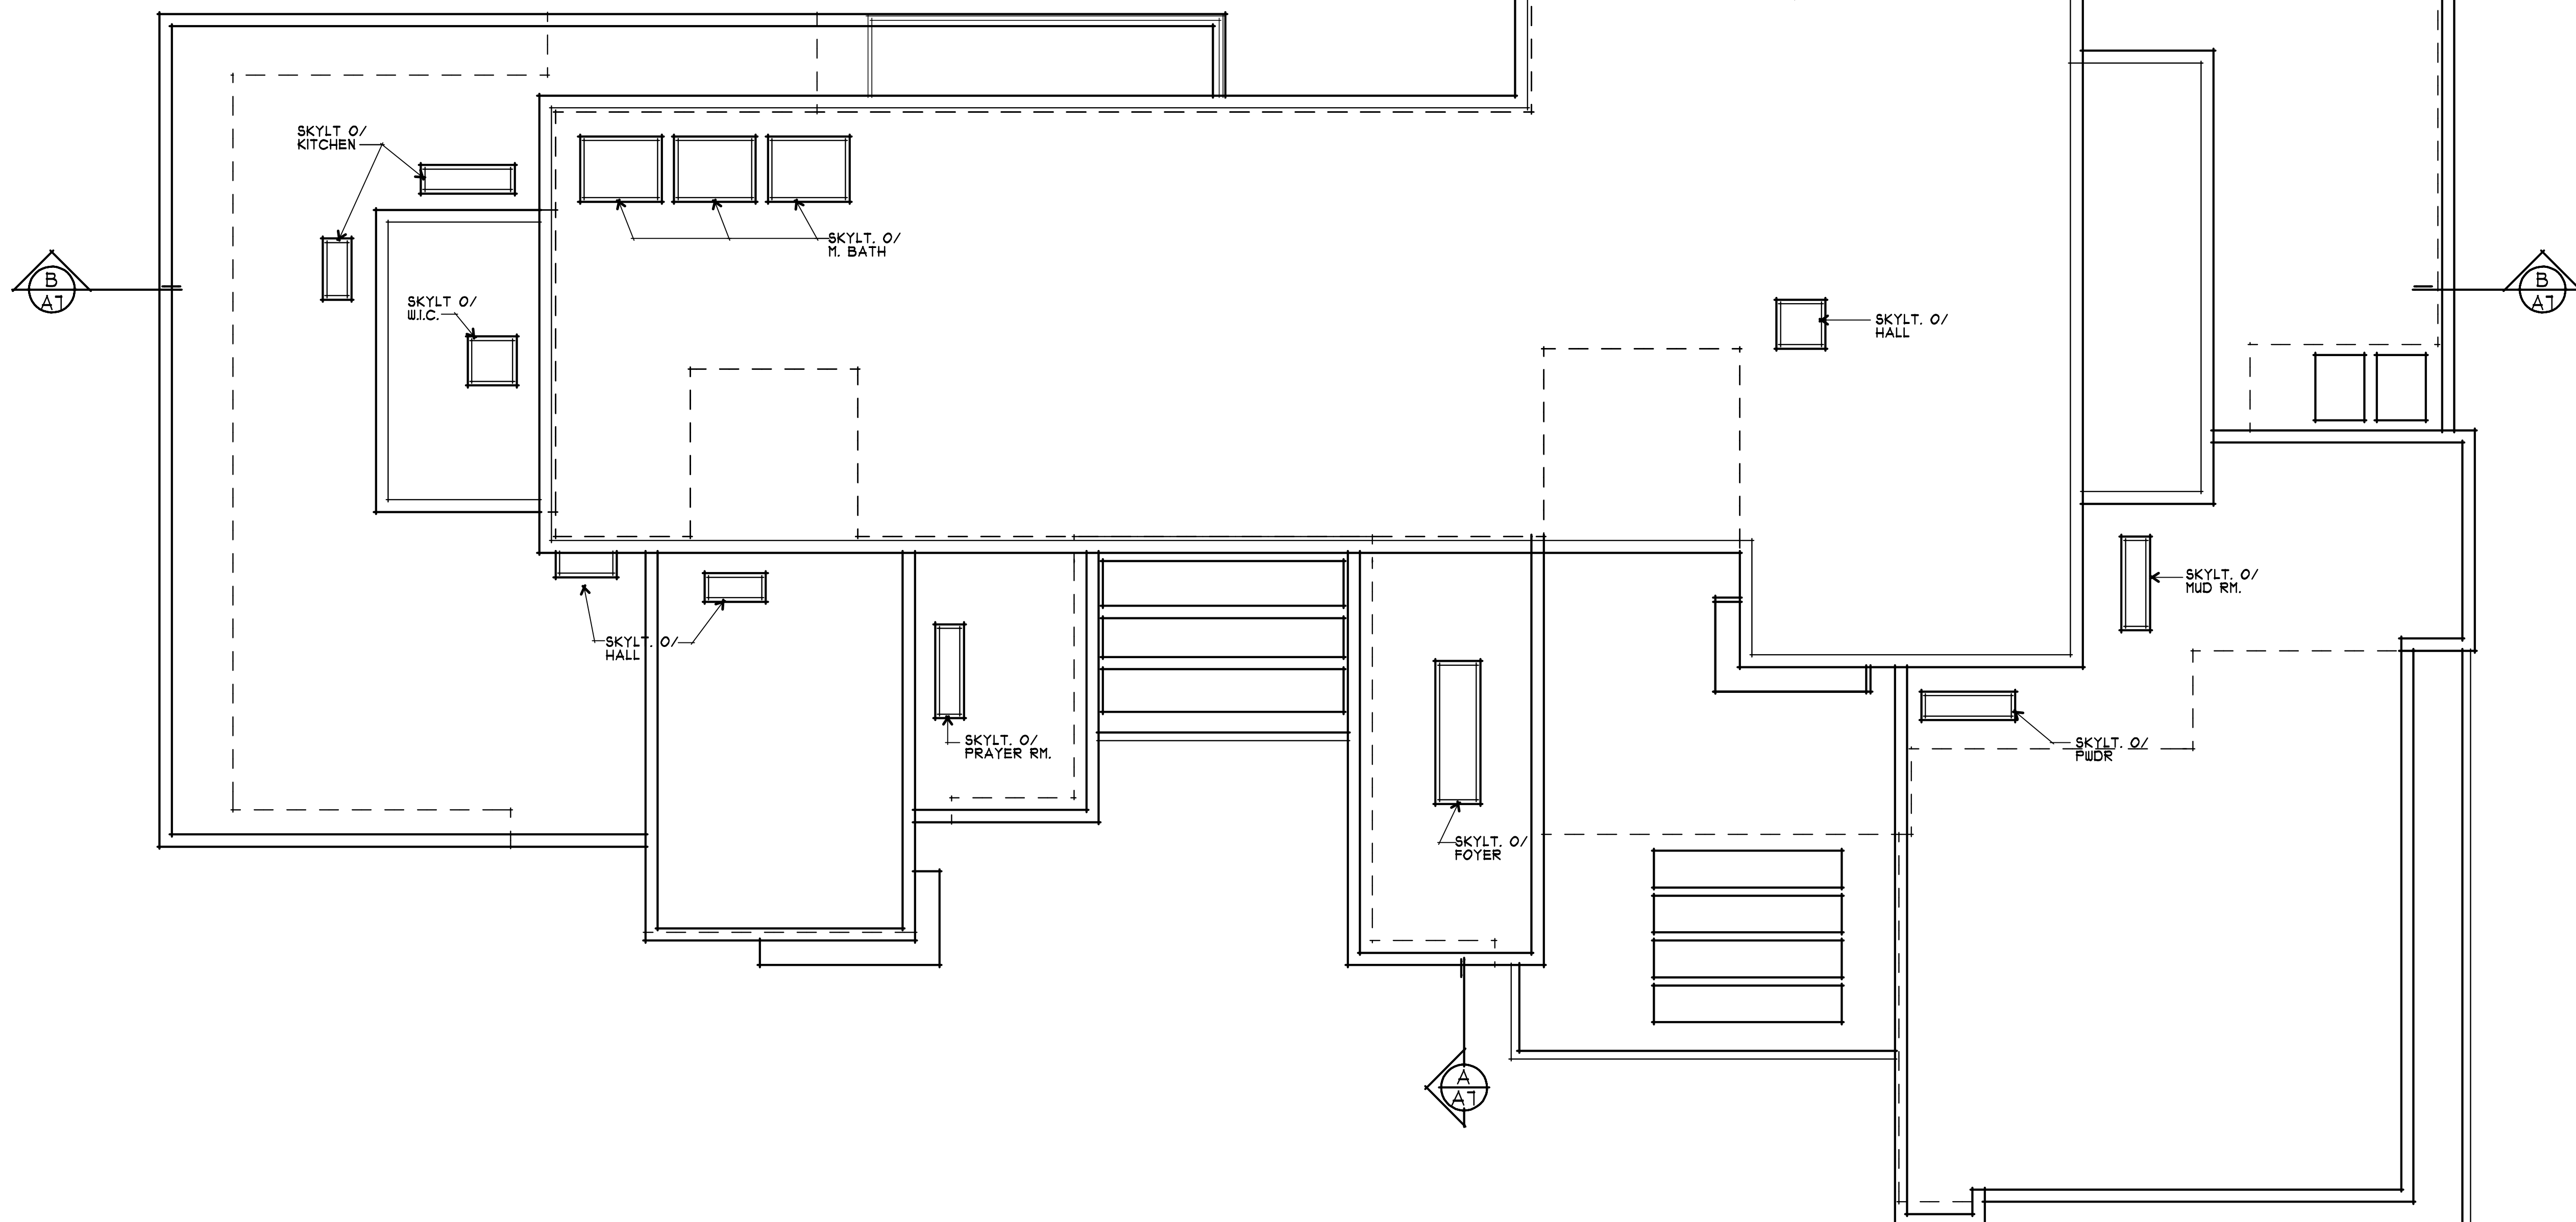 SKYLT O/
KITCHEN
SKYLT. O/
M. BATH
B
A7
SKYLT O/
W.I.C.
SKYLT. O/
HALL
B
A7
SKYLT. O/
HALL
SKYLT. O/
MUD RM.
SKYLT. O/
PRAYER RM.
SKYLT. O/
PWDR
SKYLT. O/
FOYER
A
A7